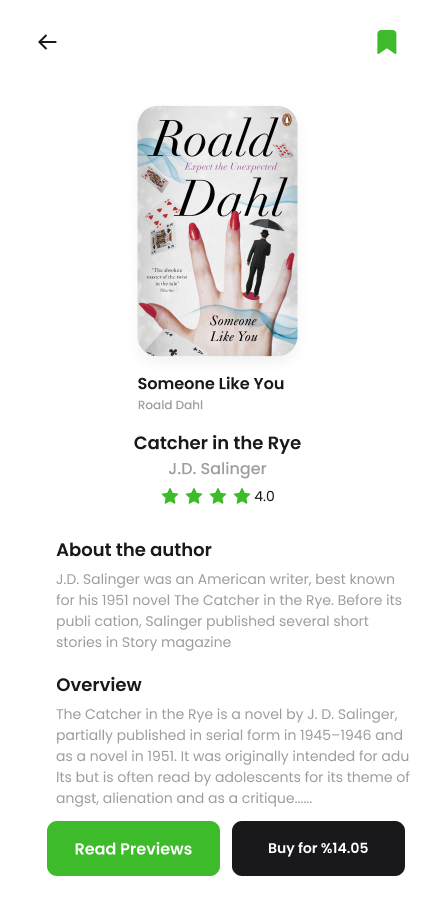 Roald
Expect the Unexpected
Dahl
"The absolute
master of the twist
in the tale"
Someone
Like You
Someone Like You
Roald Dahl
Catcher in the Rye
J.D. Salinger
4.0
About the author
J.D. Salinger was an American writer, best known
for his 1951 novel The Catcher in the Rye. Before its
publi cation, Salinger published several short
stories in Story magazine
Overview
The Catcher in the Rye is a novel by J. D. Salinger,
partially published in serial form in 1945–1946 and
as a novel in 1951. It was originally intended for adu
lts but is often read by adolescents for its theme of
angst, alienation and as a critique......
Read Previews
Buy for %14.05